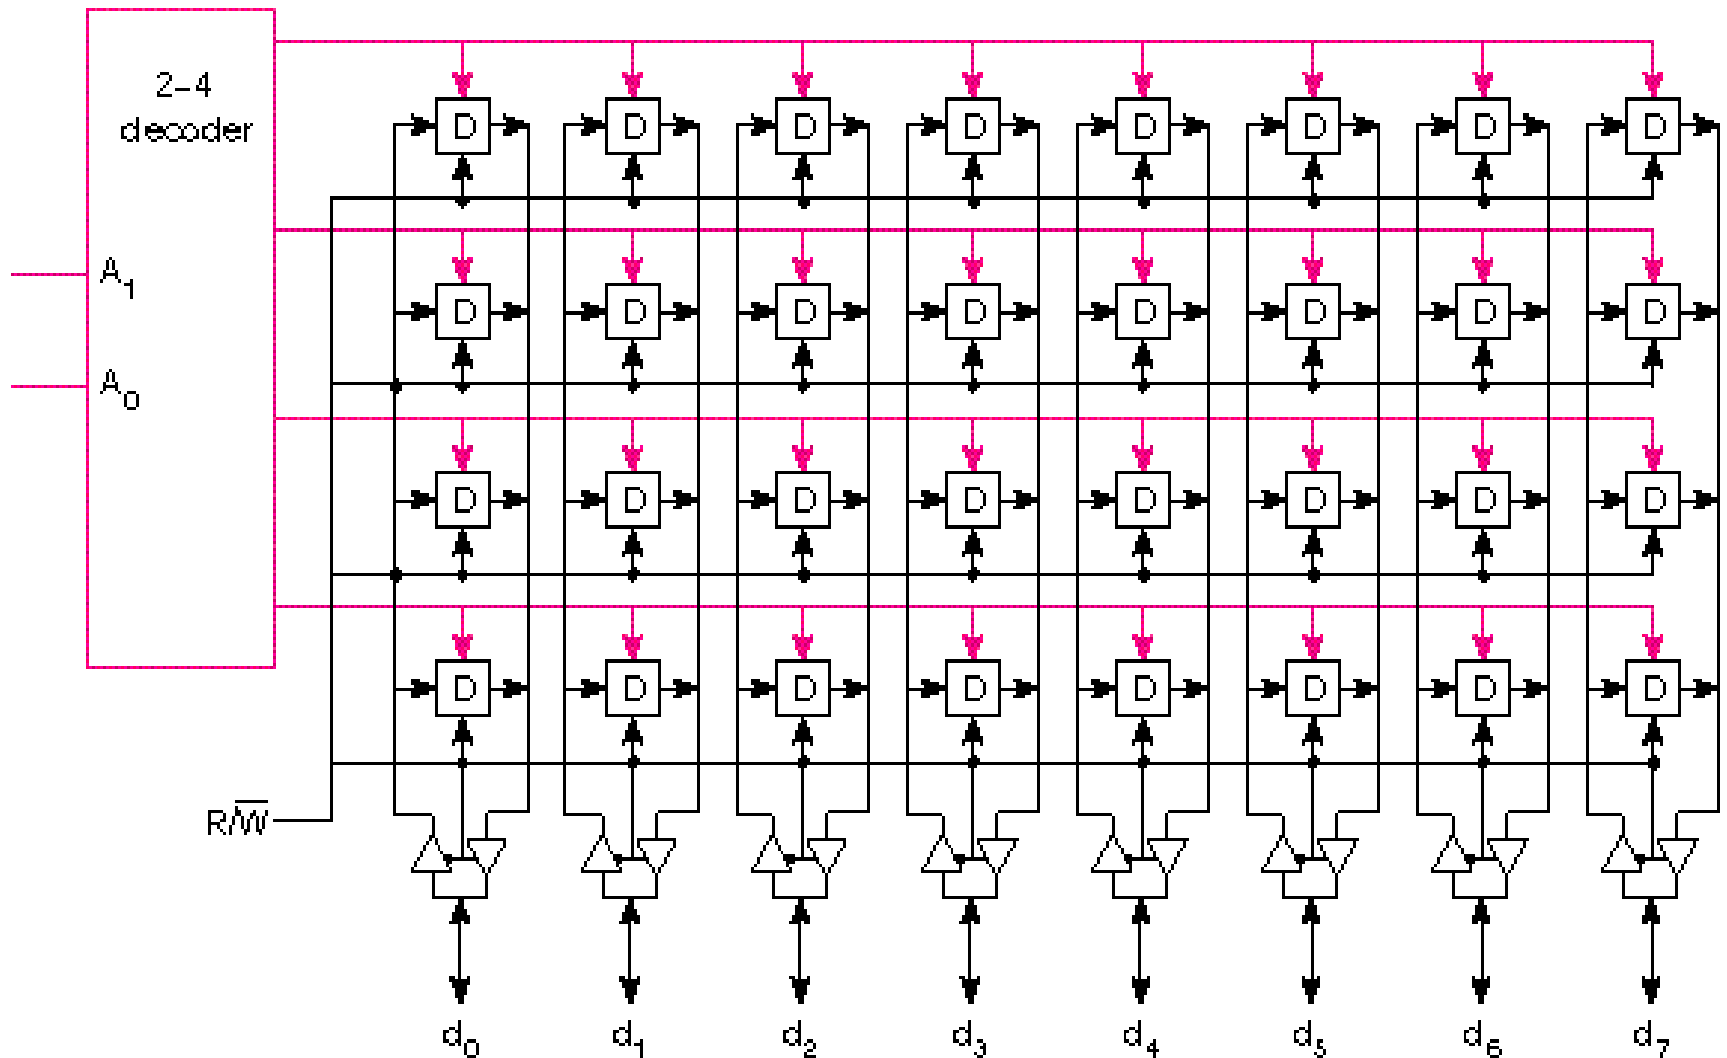 2-4
decoder
D D D D D D D D
A₁
D D D D D D D D
A₀
D D D D D D D D
D D D D D D D D
R/W̅
d₀ d₁ d₂ d₃ d₄ d₅ d₆ d₇